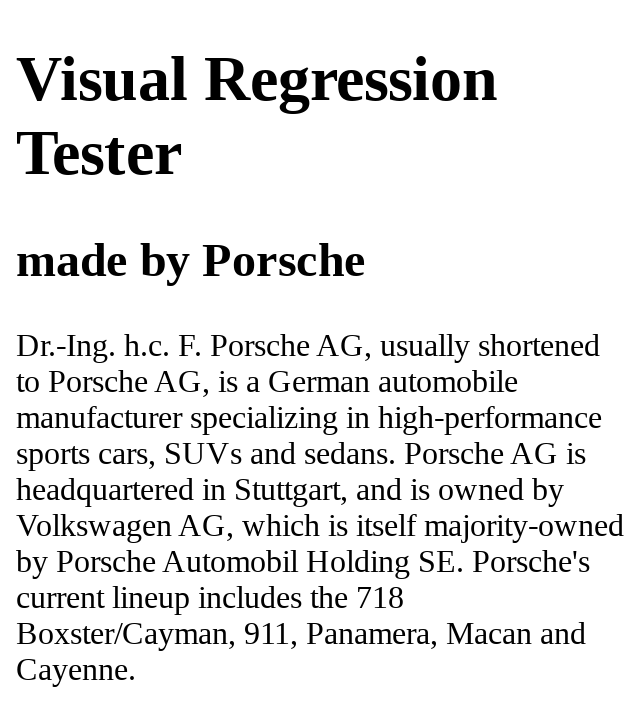 Visual Regression
Tester
made by Porsche
Dr.-Ing. h.c. F. Porsche AG, usually shortened
to Porsche AG, is a German automobile
manufacturer specializing in high-performance
sports cars, SUVs and sedans. Porsche AG is
headquartered in Stuttgart, and is owned by
Volkswagen AG, which is itself majority-owned
by Porsche Automobil Holding SE. Porsche's
current lineup includes the 718
Boxster/Cayman, 911, Panamera, Macan and
Cayenne.